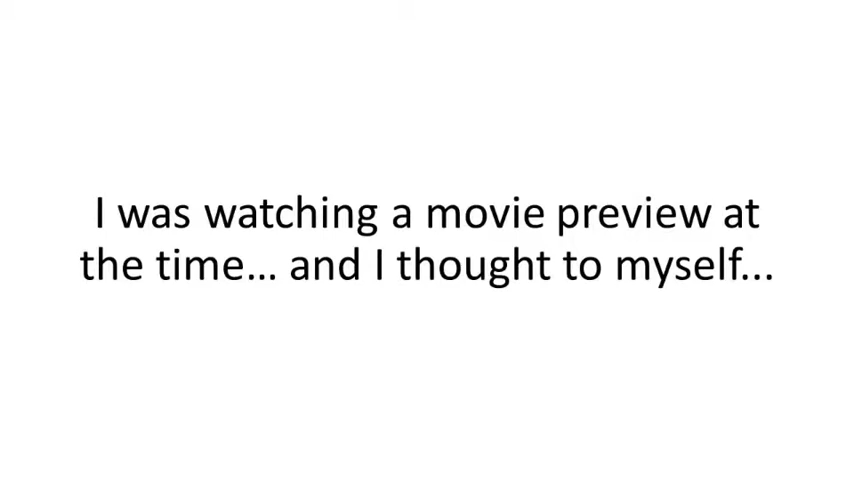 I was watching a movie preview at
the time… and I thought to myself...